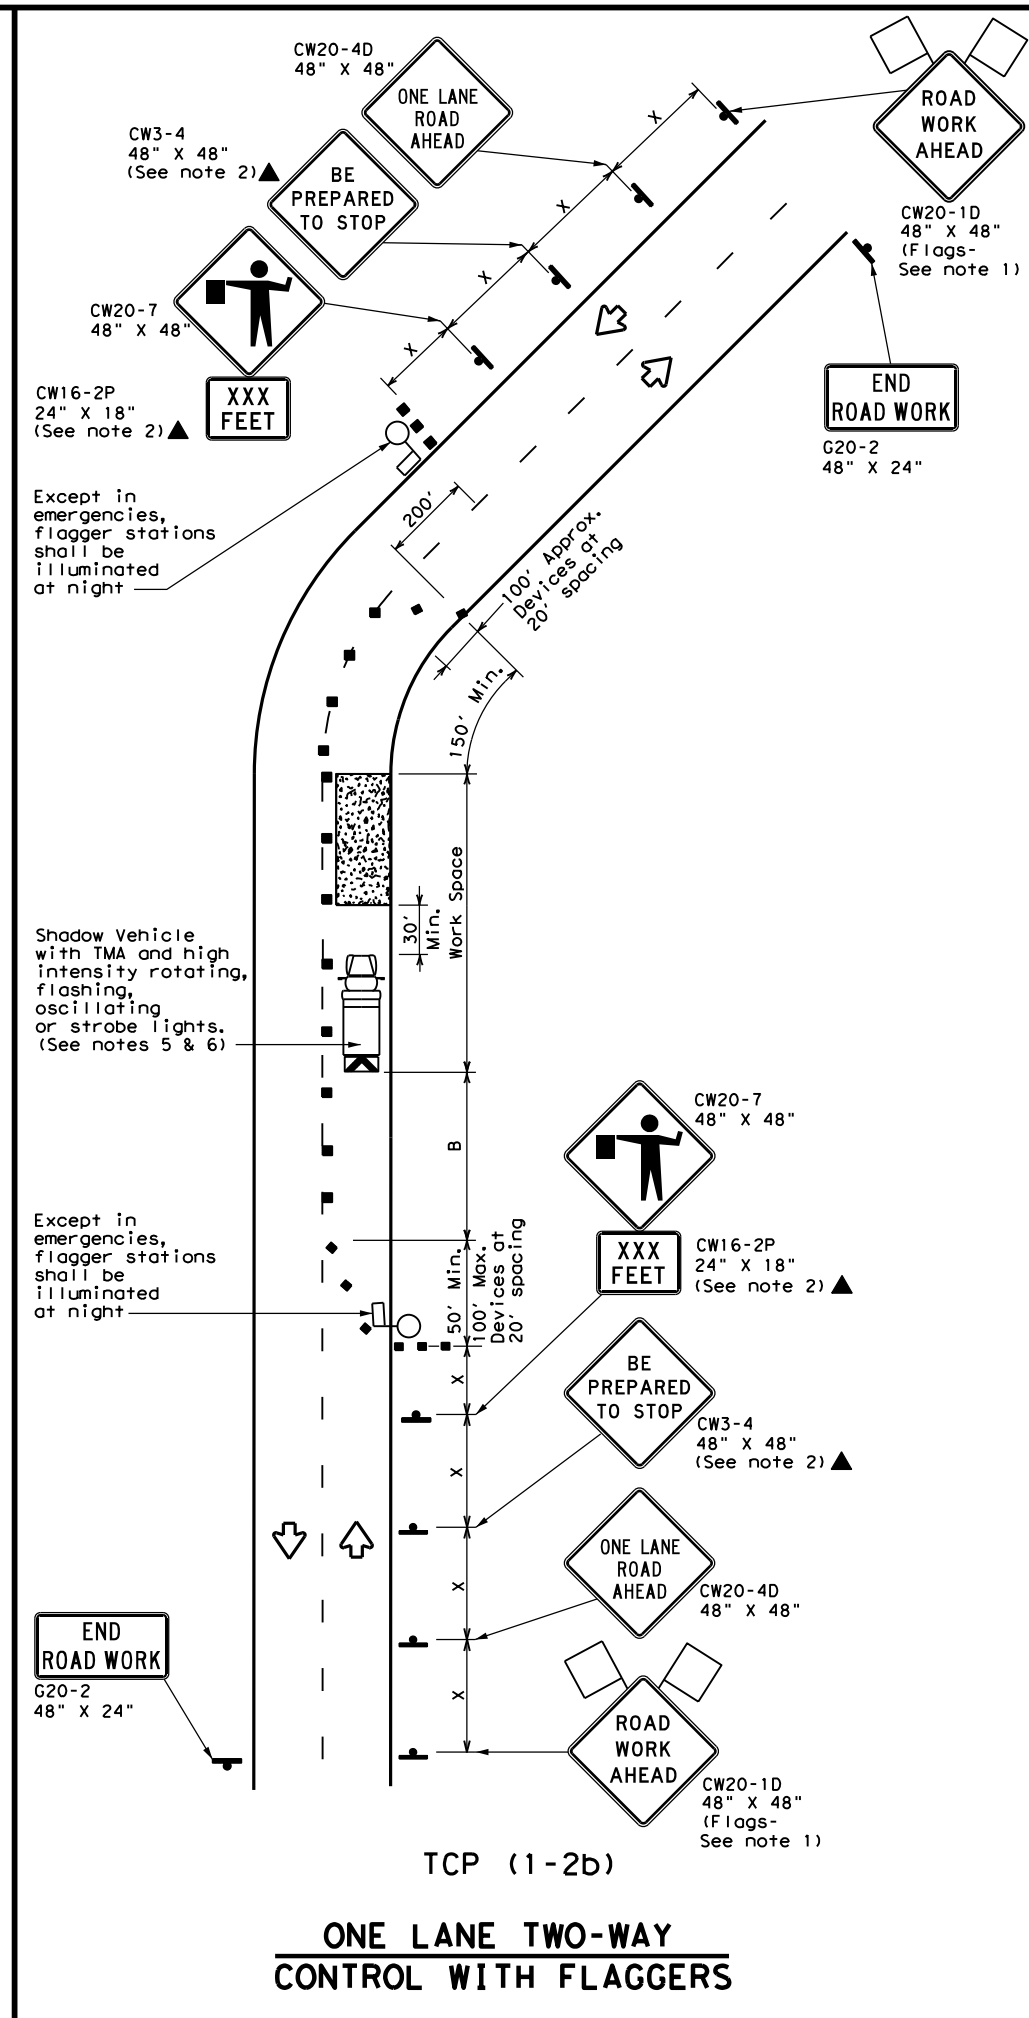 CW20-4D
48" X 48"
ONE LANE
ROAD
AHEAD
ROAD
WORK
AHEAD
CW20-1D
48" X 48"
(Flags-
See note 1)
CW3-4
48" X 48"
(See note 2)
BE
PREPARED
TO STOP
X
X
X
X
CW20-7
48" X 48"
CW16-2P
24" X 18"
(See note 2)
XXX
FEET
END
ROAD WORK
G20-2
48" X 24"
Except in
emergencies,
flagger stations
shall be
illuminated
at night
200'
100' Approx.
Devices at
20' spacing
150' Min.
Work Space
30'
Min.
Shadow Vehicle
with TMA and high
intensity rotating,
flashing,
oscillating
or strobe lights.
(See notes 5 & 6)
B
CW20-7
48" X 48"
XXX
FEET
CW16-2P
24" X 18"
(See note 2)
Except in
emergencies,
flagger stations
shall be
illuminated
at night
50' Min.
100' Max.
Devices at
20' spacing
X
X
X
X
BE
PREPARED
TO STOP
CW3-4
48" X 48"
(See note 2)
ONE LANE
ROAD
AHEAD
CW20-4D
48" X 48"
END
ROAD WORK
G20-2
48" X 24"
ROAD
WORK
AHEAD
CW20-1D
48" X 48"
(Flags-
See note 1)
TCP (1-2b)
ONE LANE TWO-WAY
CONTROL WITH FLAGGERS